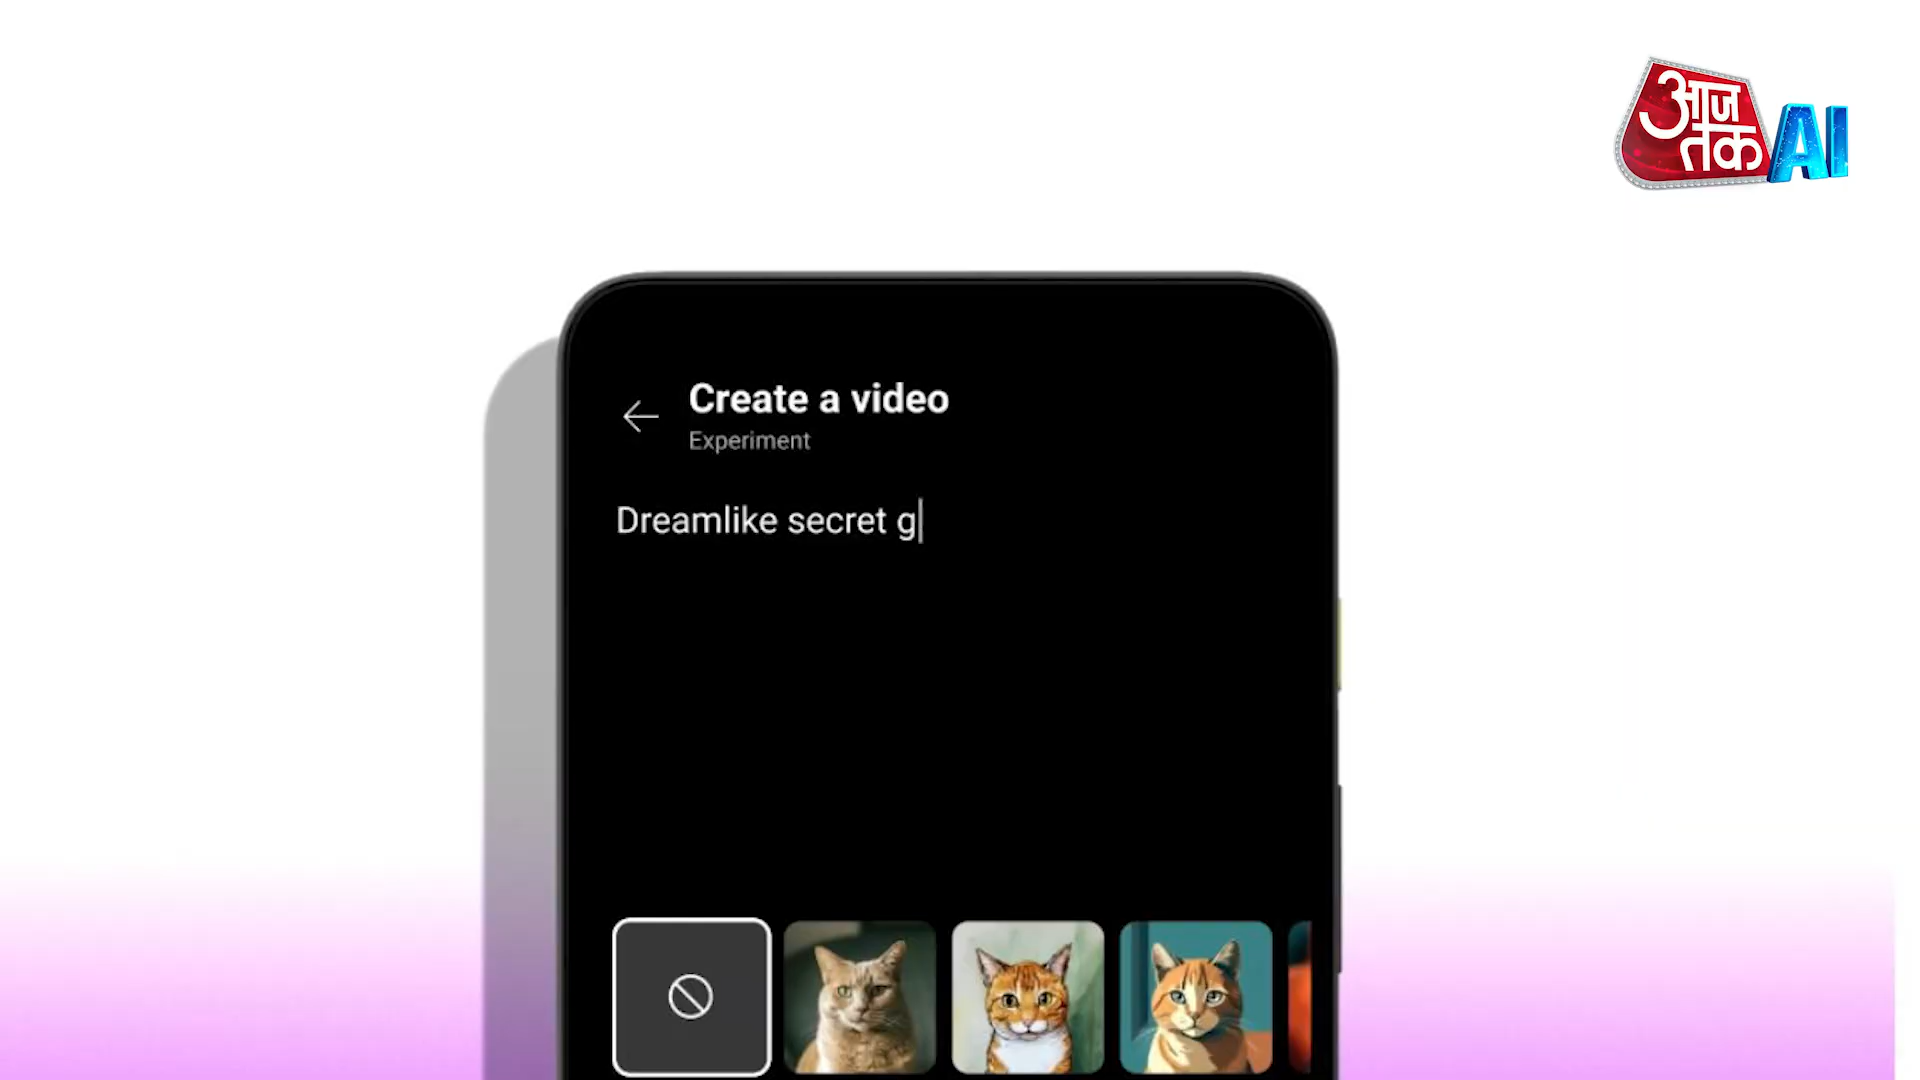 आज
तक AI
Create a video
Experiment
Dreamlike secret g